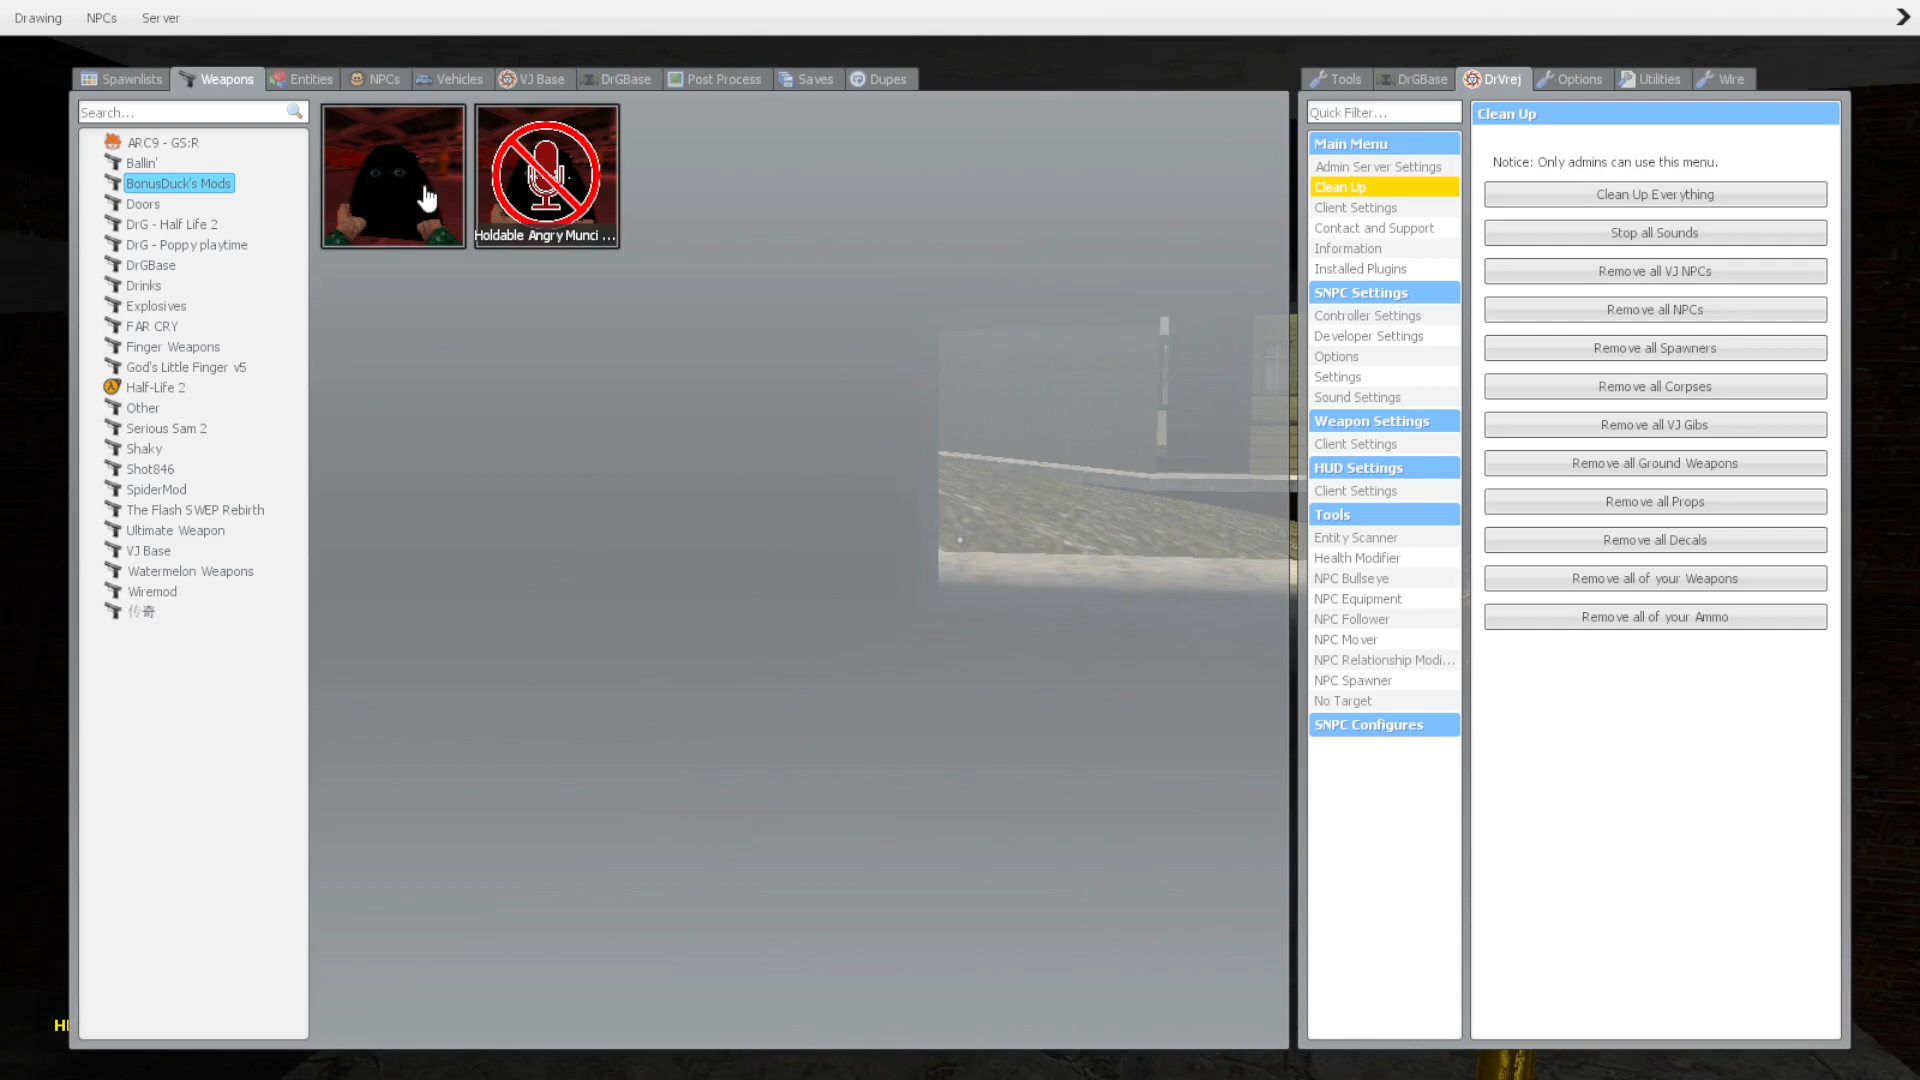 Drawing NPCs Server
Spawnlists Weapons Entities NPCs Vehicles VJ Base DrGBase Post Process Saves Dupes
Search...
ARC9 - GS:R
Ballin'
BonusDuck's Mods
Doors
DrG - Half Life 2
DrG - Poppy playtime
DrGBase
Drinks
Explosives
FAR CRY
Finger Weapons
God's Little Finger v5
Half-Life 2
Other
Serious Sam 2
Shaky
Shot846
SpiderMod
The Flash SWEP Rebirth
Ultimate Weapon
VJ Base
Watermelon Weapons
Wiremod
传奇
Holdable Angry Munci ...
Tools DrGBase DrVrej Options Utilities Wire
Quick Filter...
Main Menu
Admin Server Settings
Clean Up
Client Settings
Contact and Support
Information
Installed Plugins
SNPC Settings
Controller Settings
Developer Settings
Options
Settings
Sound Settings
Weapon Settings
Client Settings
HUD Settings
Client Settings
Tools
Entity Scanner
Health Modifier
NPC Bullseye
NPC Equipment
NPC Follower
NPC Mover
NPC Relationship Modi...
NPC Spawner
No Target
SNPC Configures
Clean Up
Notice: Only admins can use this menu.
Clean Up Everything
Stop all Sounds
Remove all VJ NPCs
Remove all NPCs
Remove all Spawners
Remove all Corpses
Remove all VJ Gibs
Remove all Ground Weapons
Remove all Props
Remove all Decals
Remove all of your Weapons
Remove all of your Ammo